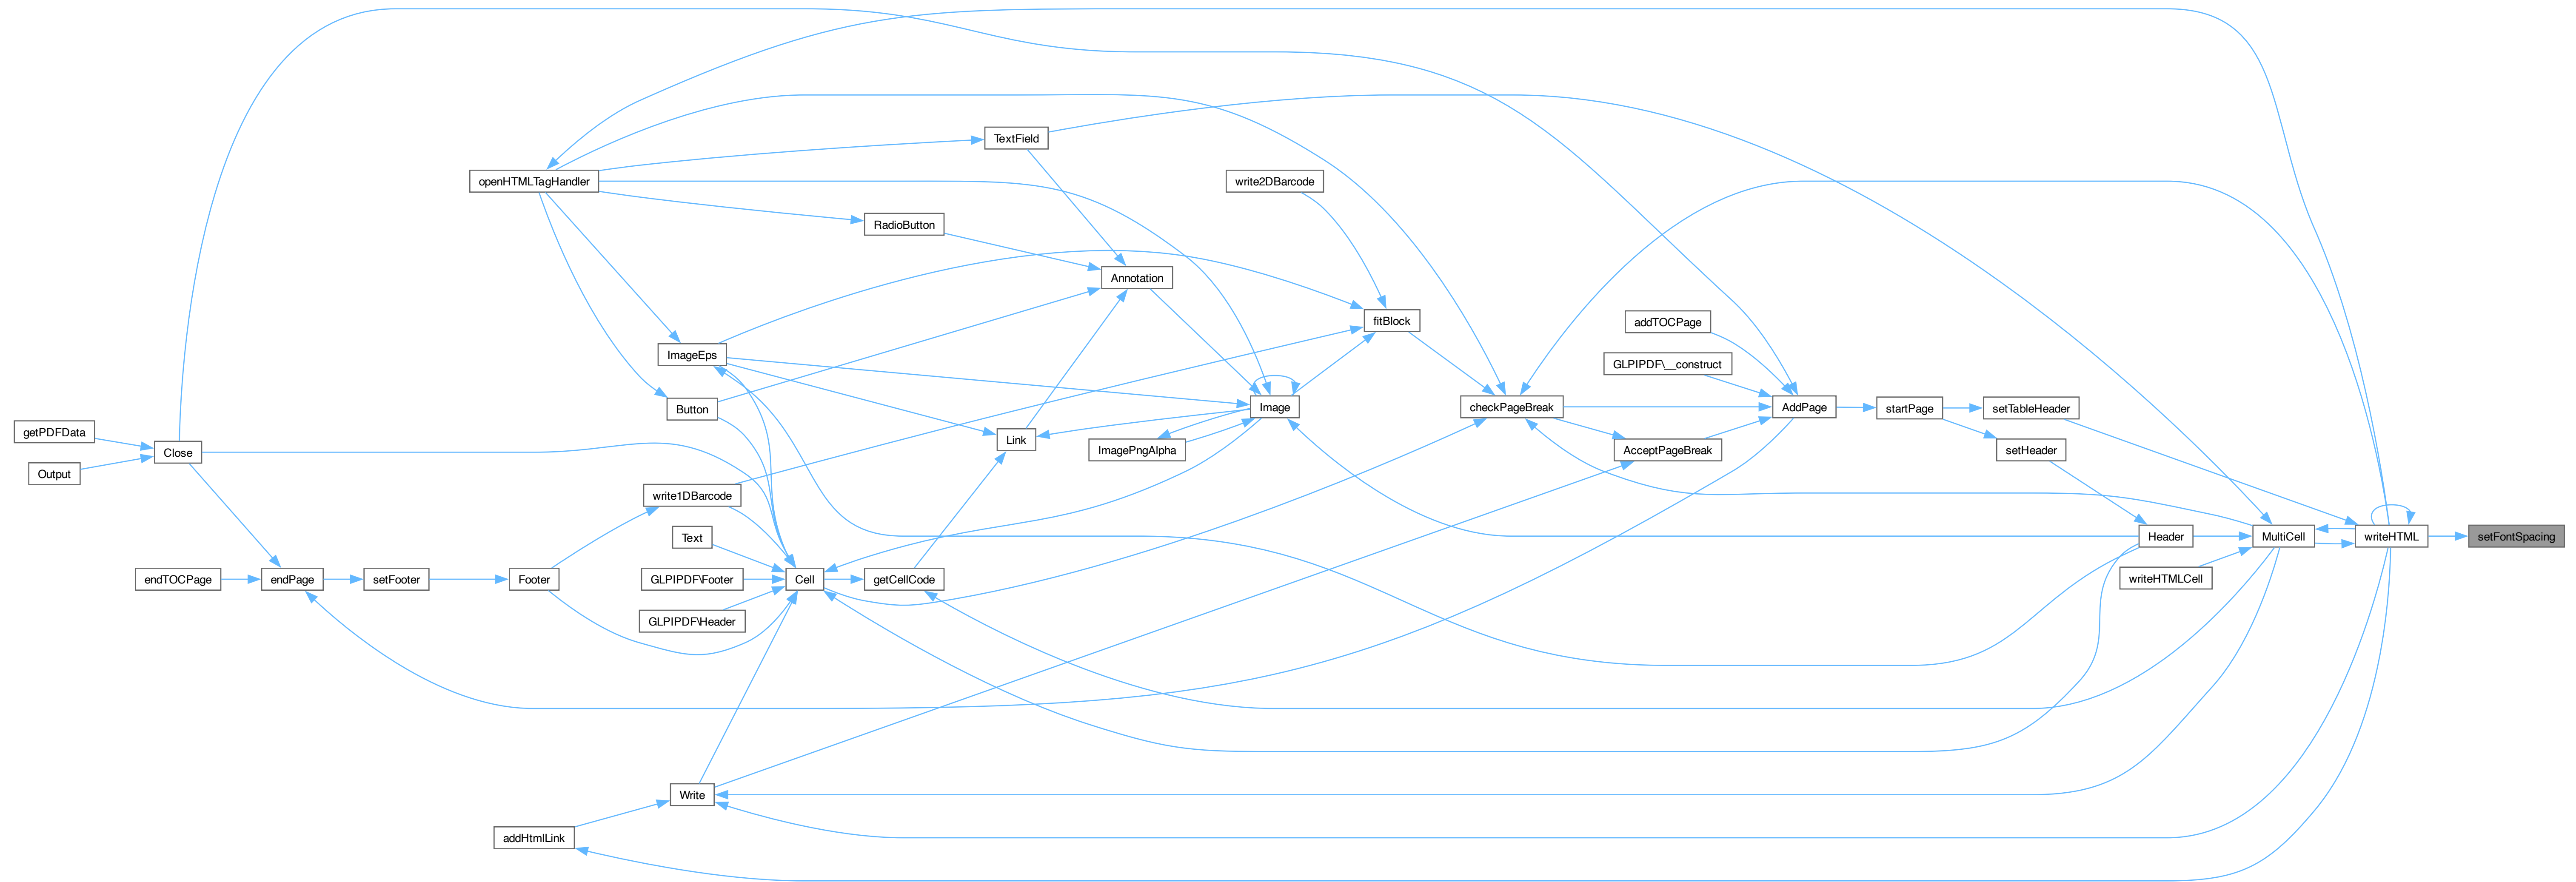 TextField
openHTMLTagHandler
write2DBarcode
RadioButton
Annotation
fitBlock
addTOCPage
ImageEps
GLPIPDF\__construct
Button
Image
checkPageBreak
AddPage
startPage
setTableHeader
getPDFData
Close
Link
ImagePngAlpha
AcceptPageBreak
setHeader
Output
write1DBarcode
Text
Header
MultiCell
writeHTML
setFontSpacing
endTOCPage
endPage
setFooter
Footer
GLPIPDF\Footer
Cell
getCellCode
writeHTMLCell
GLPIPDF\Header
Write
addHtmlLink